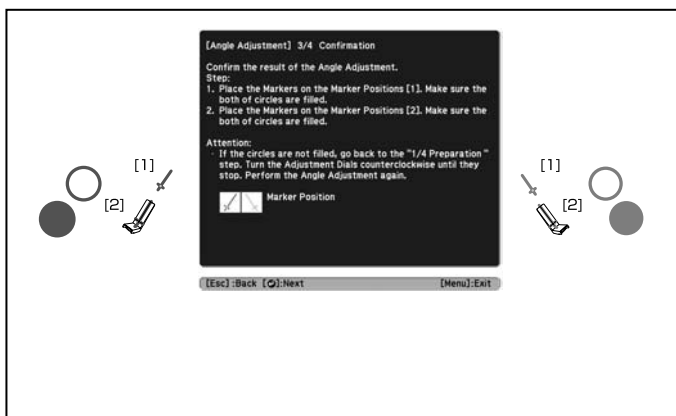 [Angle Adjustment] 3/4 Confirmation
Confirm the result of the Angle Adjustment.
Step:
1. Place the Markers on the Marker Positions [1]. Make sure the
both of circles are filled.
2. Place the Markers on the Marker Positions [2]. Make sure the
both of circles are filled.
Attention:
· If the circles are not filled, go back to the "1/4 Preparation "
step. Turn the Adjustment Dials counterclockwise until they
stop. Perform the Angle Adjustment again.
Marker Position
[1]
[2]
[1]
[2]
[Esc] :Back [ ]:Next [Menu]:Exit